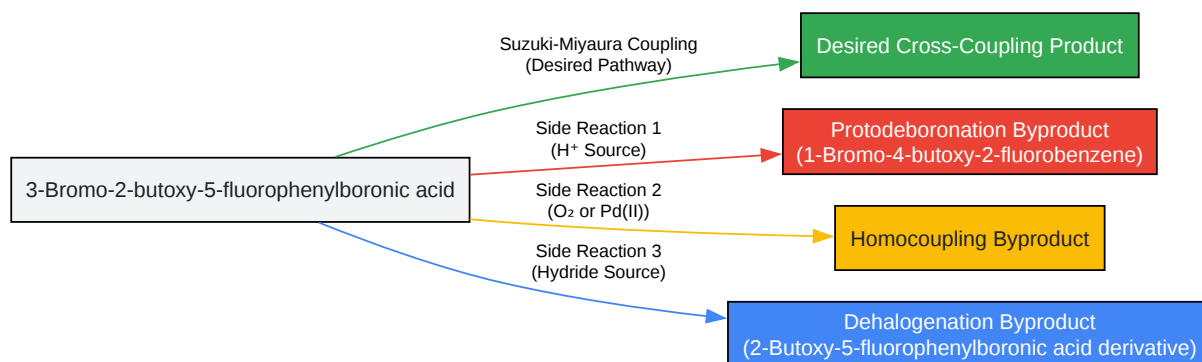 3-Bromo-2-butoxy-5-fluorophenylboronic acid
Suzuki-Miyaura Coupling
(Desired Pathway)
Desired Cross-Coupling Product
Side Reaction 1
(H⁺ Source)
Protodeboronation Byproduct
(1-Bromo-4-butoxy-2-fluorobenzene)
Side Reaction 2
(O₂ or Pd(II))
Homocoupling Byproduct
Side Reaction 3
(Hydride Source)
Dehalogenation Byproduct
(2-Butoxy-5-fluorophenylboronic acid derivative)